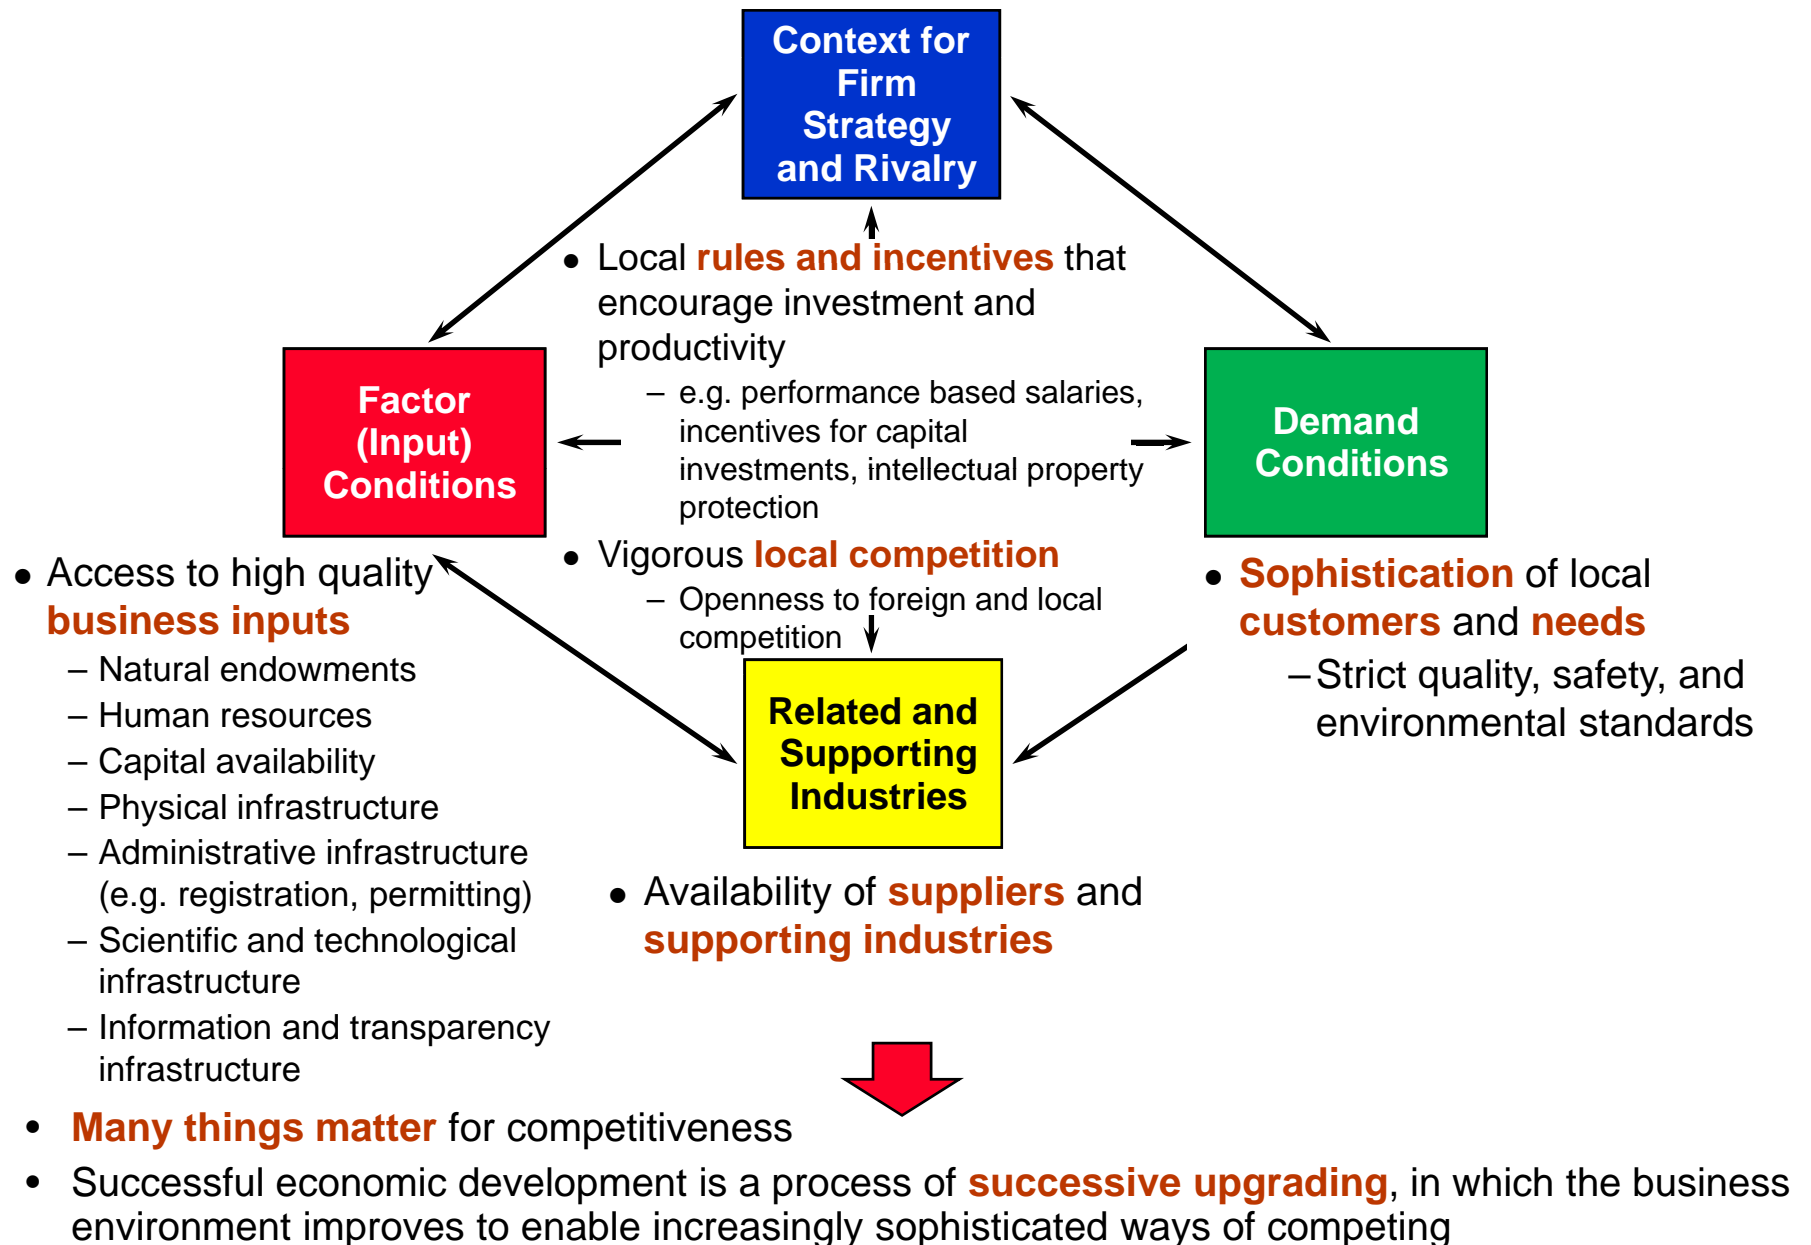 Context for
Firm
Strategy
and Rivalry
● Local rules and incentives that
encourage investment and
productivity
– e.g. performance based salaries,
incentives for capital
investments, intellectual property
protection
● Vigorous local competition
– Openness to foreign and local
competition
Factor
(Input)
Conditions
Demand
Conditions
● Access to high quality
business inputs
– Natural endowments
– Human resources
– Capital availability
– Physical infrastructure
– Administrative infrastructure
(e.g. registration, permitting)
– Scientific and technological
infrastructure
– Information and transparency
infrastructure
● Sophistication of local
customers and needs
– Strict quality, safety, and
environmental standards
Related and
Supporting
Industries
● Availability of suppliers and
supporting industries
• Many things matter for competitiveness
• Successful economic development is a process of successive upgrading, in which the business
environment improves to enable increasingly sophisticated ways of competing